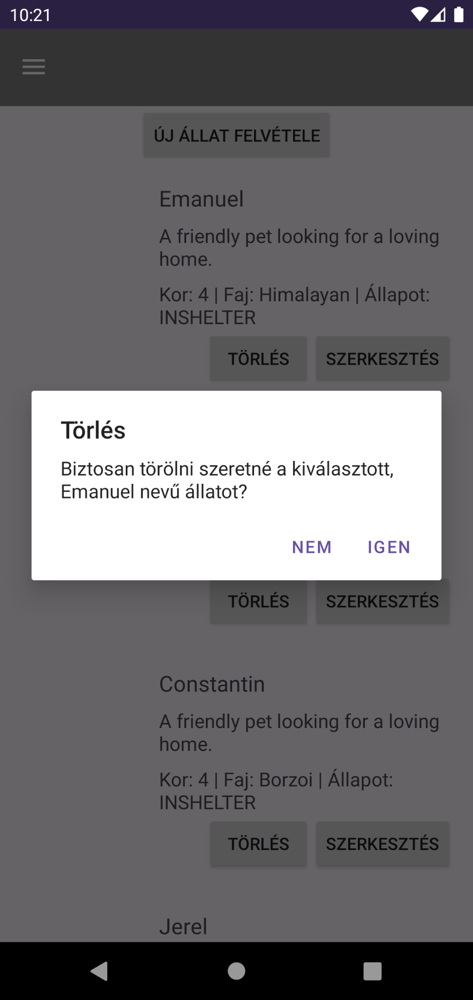 10:21
ÚJ ÁLLAT FELVÉTELE
Emanuel
A friendly pet looking for a loving
home.
Kor: 4 | Faj: Himalayan | Állapot:
INSHELTER
TÖRLÉS SZERKESZTÉS
Törlés
Biztosan törölni szeretné a kiválasztott,
Emanuel nevű állatot?
NEM IGEN
TÖRLÉS SZERKESZTÉS
Constantin
A friendly pet looking for a loving
home.
Kor: 4 | Faj: Borzoi | Állapot:
INSHELTER
TÖRLÉS SZERKESZTÉS
Jerel